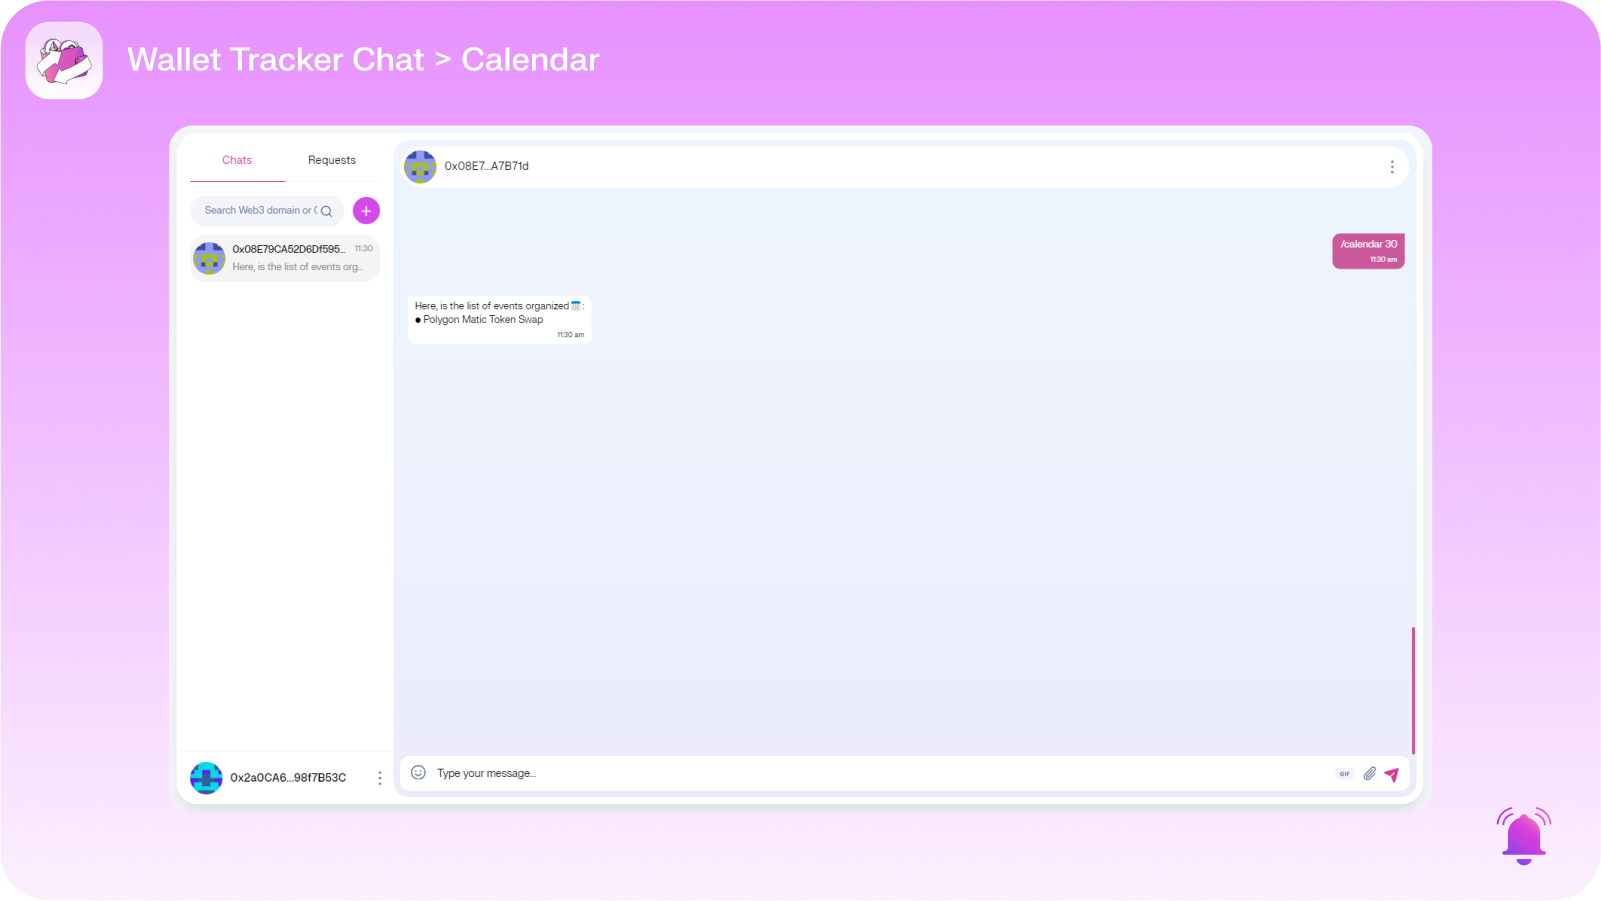 Wallet Tracker Chat > Calendar
Chats
Requests
Search Web3 domain or
0x08E79CA52D6Df595...
11:30
Here, is the list of events org...
0x2a0CA6...98f7B53C
0x08E7...A7B71d
/calendar 30
11:30 am
Here, is the list of events organized :
● Polygon Matic Token Swap
11:30 am
Type your message...
GIF